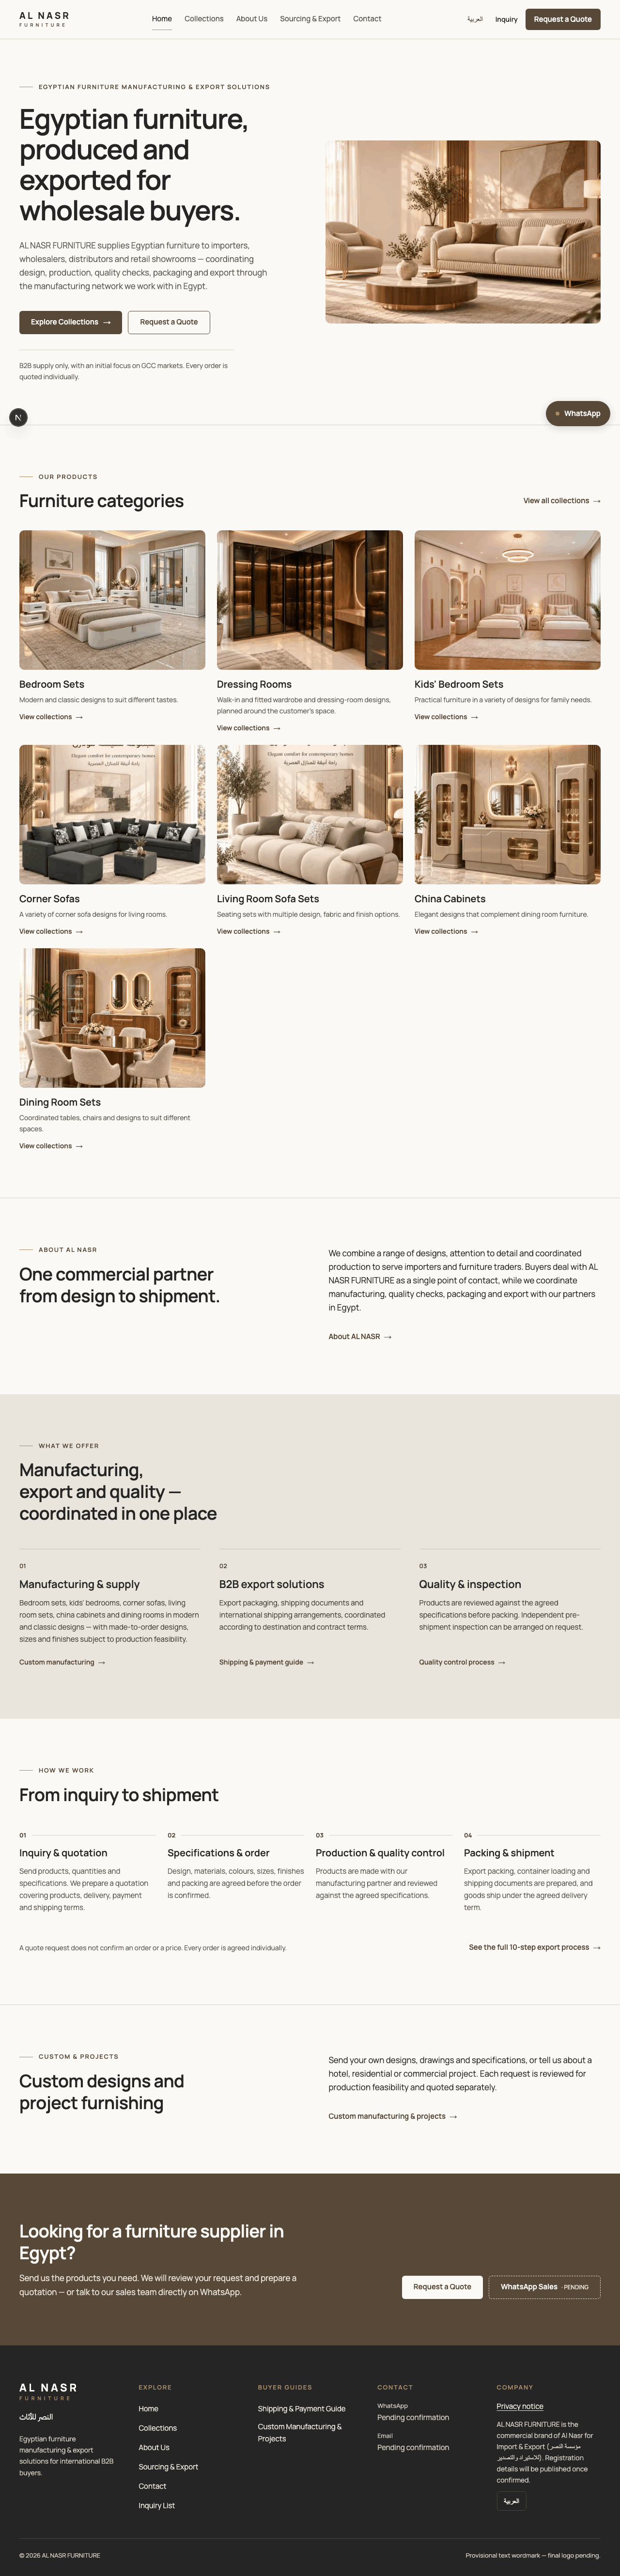 AL NASR
FURNITURE
Home
Collections
About Us
Sourcing & Export
Contact
العربية
Inquiry
Request a Quote
EGYPTIAN FURNITURE MANUFACTURING & EXPORT SOLUTIONS
Egyptian furniture,
produced and
exported for
wholesale buyers.
AL NASR FURNITURE supplies Egyptian furniture to importers,
wholesalers, distributors and retail showrooms — coordinating
design, production, quality checks, packaging and export through
the manufacturing network we work with in Egypt.
Explore Collections →
Request a Quote
B2B supply only, with an initial focus on GCC markets. Every order is
quoted individually.
N
WhatsApp
OUR PRODUCTS
Furniture categories
View all collections →
Bedroom Sets
Modern and classic designs to suit different tastes.
View collections →
Dressing Rooms
Walk-in and fitted wardrobe and dressing-room designs,
planned around the customer's space.
View collections →
Kids' Bedroom Sets
Practical furniture in a variety of designs for family needs.
View collections →
Elegant comfort for contemporary homes
راحة أنيقة للمنازل العصرية
Corner Sofas
A variety of corner sofa designs for living rooms.
View collections →
Elegant comfort for contemporary homes
راحة أنيقة للمنازل العصرية
Living Room Sofa Sets
Seating sets with multiple design, fabric and finish options.
View collections →
China Cabinets
Elegant designs that complement dining room furniture.
View collections →
Dining Room Sets
Coordinated tables, chairs and designs to suit different
spaces.
View collections →
ABOUT AL NASR
One commercial partner
from design to shipment.
We combine a range of designs, attention to detail and coordinated
production to serve importers and furniture traders. Buyers deal with AL
NASR FURNITURE as a single point of contact, while we coordinate
manufacturing, quality checks, packaging and export with our partners
in Egypt.
About AL NASR →
WHAT WE OFFER
Manufacturing,
export and quality —
coordinated in one place
01
Manufacturing & supply
Bedroom sets, kids' bedrooms, corner sofas, living
room sets, china cabinets and dining rooms in modern
and classic designs — with made-to-order designs,
sizes and finishes subject to production feasibility.
Custom manufacturing →
02
B2B export solutions
Export packaging, shipping documents and
international shipping arrangements, coordinated
according to destination and contract terms.
Shipping & payment guide →
03
Quality & inspection
Products are reviewed against the agreed
specifications before packing. Independent pre-
shipment inspection can be arranged on request.
Quality control process →
HOW WE WORK
From inquiry to shipment
01
Inquiry & quotation
Send products, quantities and
specifications. We prepare a quotation
covering products, delivery, payment
and shipping terms.
02
Specifications & order
Design, materials, colours, sizes, finishes
and packing are agreed before the order
is confirmed.
03
Production & quality control
Products are made with our
manufacturing partner and reviewed
against the agreed specifications.
04
Packing & shipment
Export packing, container loading and
shipping documents are prepared, and
goods ship under the agreed delivery
term.
A quote request does not confirm an order or a price. Every order is agreed individually.
See the full 10-step export process →
CUSTOM & PROJECTS
Custom designs and
project furnishing
Send your own designs, drawings and specifications, or tell us about a
hotel, residential or commercial project. Each request is reviewed for
production feasibility and quoted separately.
Custom manufacturing & projects →
Looking for a furniture supplier in
Egypt?
Send us the products you need. We will review your request and prepare a
quotation — or talk to our sales team directly on WhatsApp.
Request a Quote
WhatsApp Sales · PENDING
AL NASR
FURNITURE
النصر للأثاث
Egyptian furniture
manufacturing & export
solutions for international B2B
buyers.
EXPLORE
Home
Collections
About Us
Sourcing & Export
Contact
Inquiry List
BUYER GUIDES
Shipping & Payment Guide
Custom Manufacturing &
Projects
CONTACT
WhatsApp
Pending confirmation
Email
Pending confirmation
COMPANY
Privacy notice
AL NASR FURNITURE is the
commercial brand of Al Nasr for
Import & Export (مؤسسة النصر
للاستيراد والتصدير). Registration
details will be published once
confirmed.
العربية
© 2026 AL NASR FURNITURE
Provisional text wordmark — final logo pending.